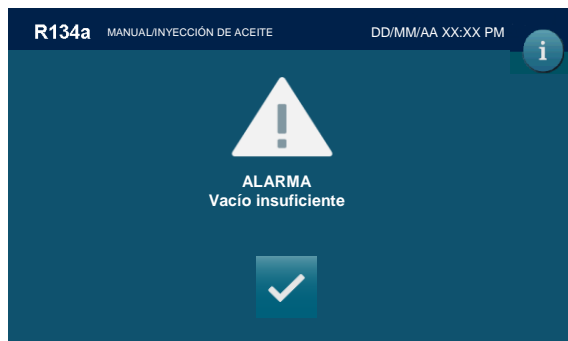 R134a MANUAL/INYECCIÓN DE ACEITE DD/MM/AA XX:XX PM
i
ALARMA
Vacío insuficiente